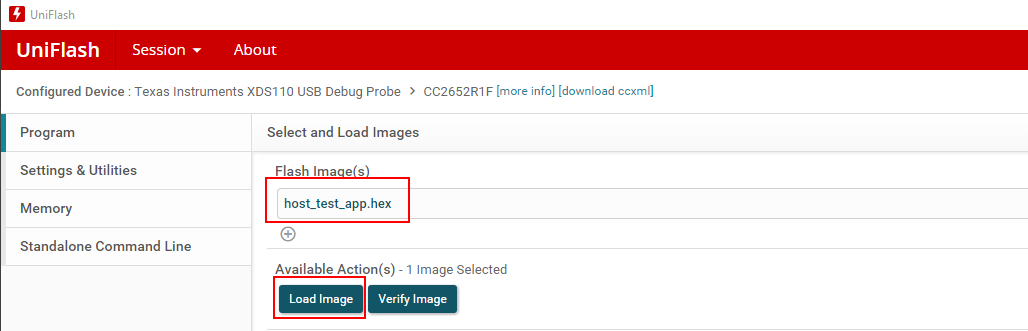 UniFlash
UniFlash Session About
Configured Device : Texas Instruments XDS110 USB Debug Probe > CC2652R1F [more info] [download ccxml]
Program
Settings & Utilities
Memory
Standalone Command Line
Select and Load Images
Flash Image(s)
host_test_app.hex
Available Action(s) - 1 Image Selected
Load Image Verify Image